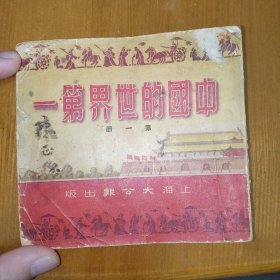 中國的世界第一
第一冊
上海大公報出版